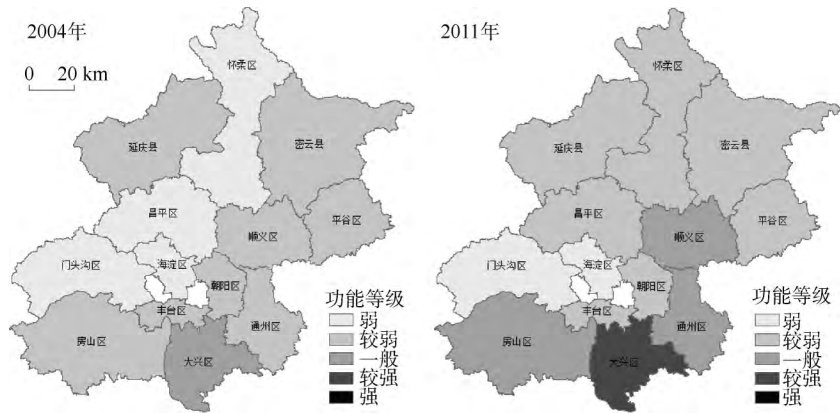 2004年
0 20 km
怀柔区
延庆县
密云县
昌平区
顺义区
平谷区
门头沟区
海淀区
朝阳区
丰台区
房山区
大兴区
通州区
功能等级
弱
较弱
一般
较强
强
2011年
怀柔区
延庆县
密云县
昌平区
顺义区
平谷区
门头沟区
海淀区
朝阳区
丰台区
房山区
大兴区
通州区
功能等级
弱
较弱
一般
较强
强